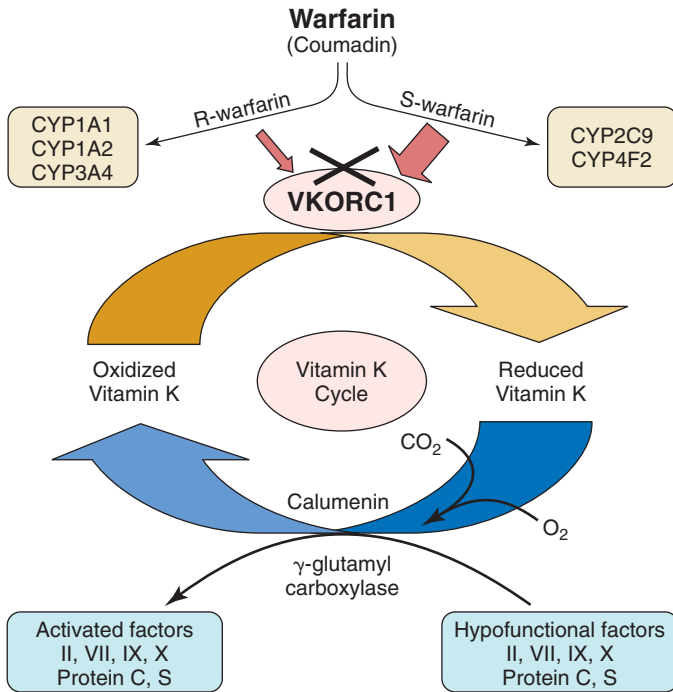 Warfarin
(Coumadin)
R-warfarin
S-warfarin
CYP1A1
CYP1A2
CYP3A4
CYP2C9
CYP4F2
VKORC1
Oxidized
Vitamin K
Vitamin K
Cycle
Reduced
Vitamin K
CO₂
Calumenin
O₂
γ-glutamyl
carboxylase
Activated factors
II, VII, IX, X
Protein C, S
Hypofunctional factors
II, VII, IX, X
Protein C, S